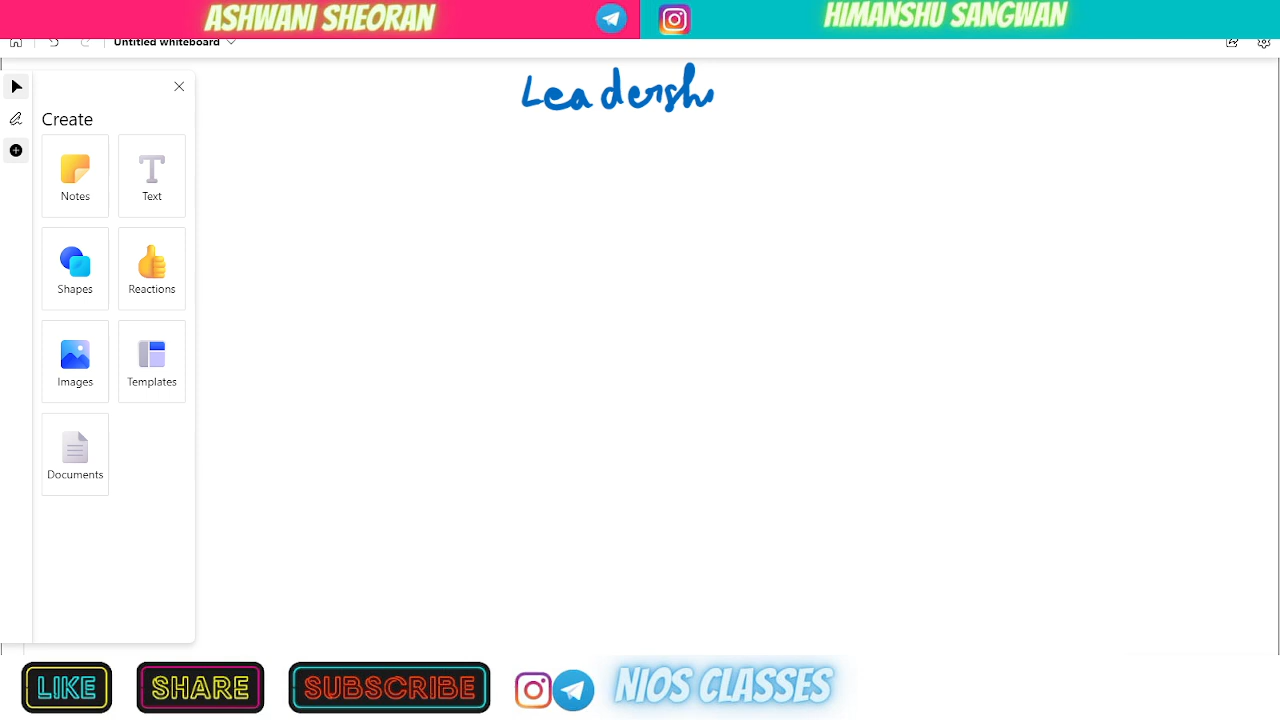 ASHWANI SHEORAN
HIMANSHU SANGWAN
Untitled whiteboard
Leadersh
Create
Notes
Text
Shapes
Reactions
Images
Templates
Documents
LIKE
SHARE
SUBSCRIBE
NIOS CLASSES